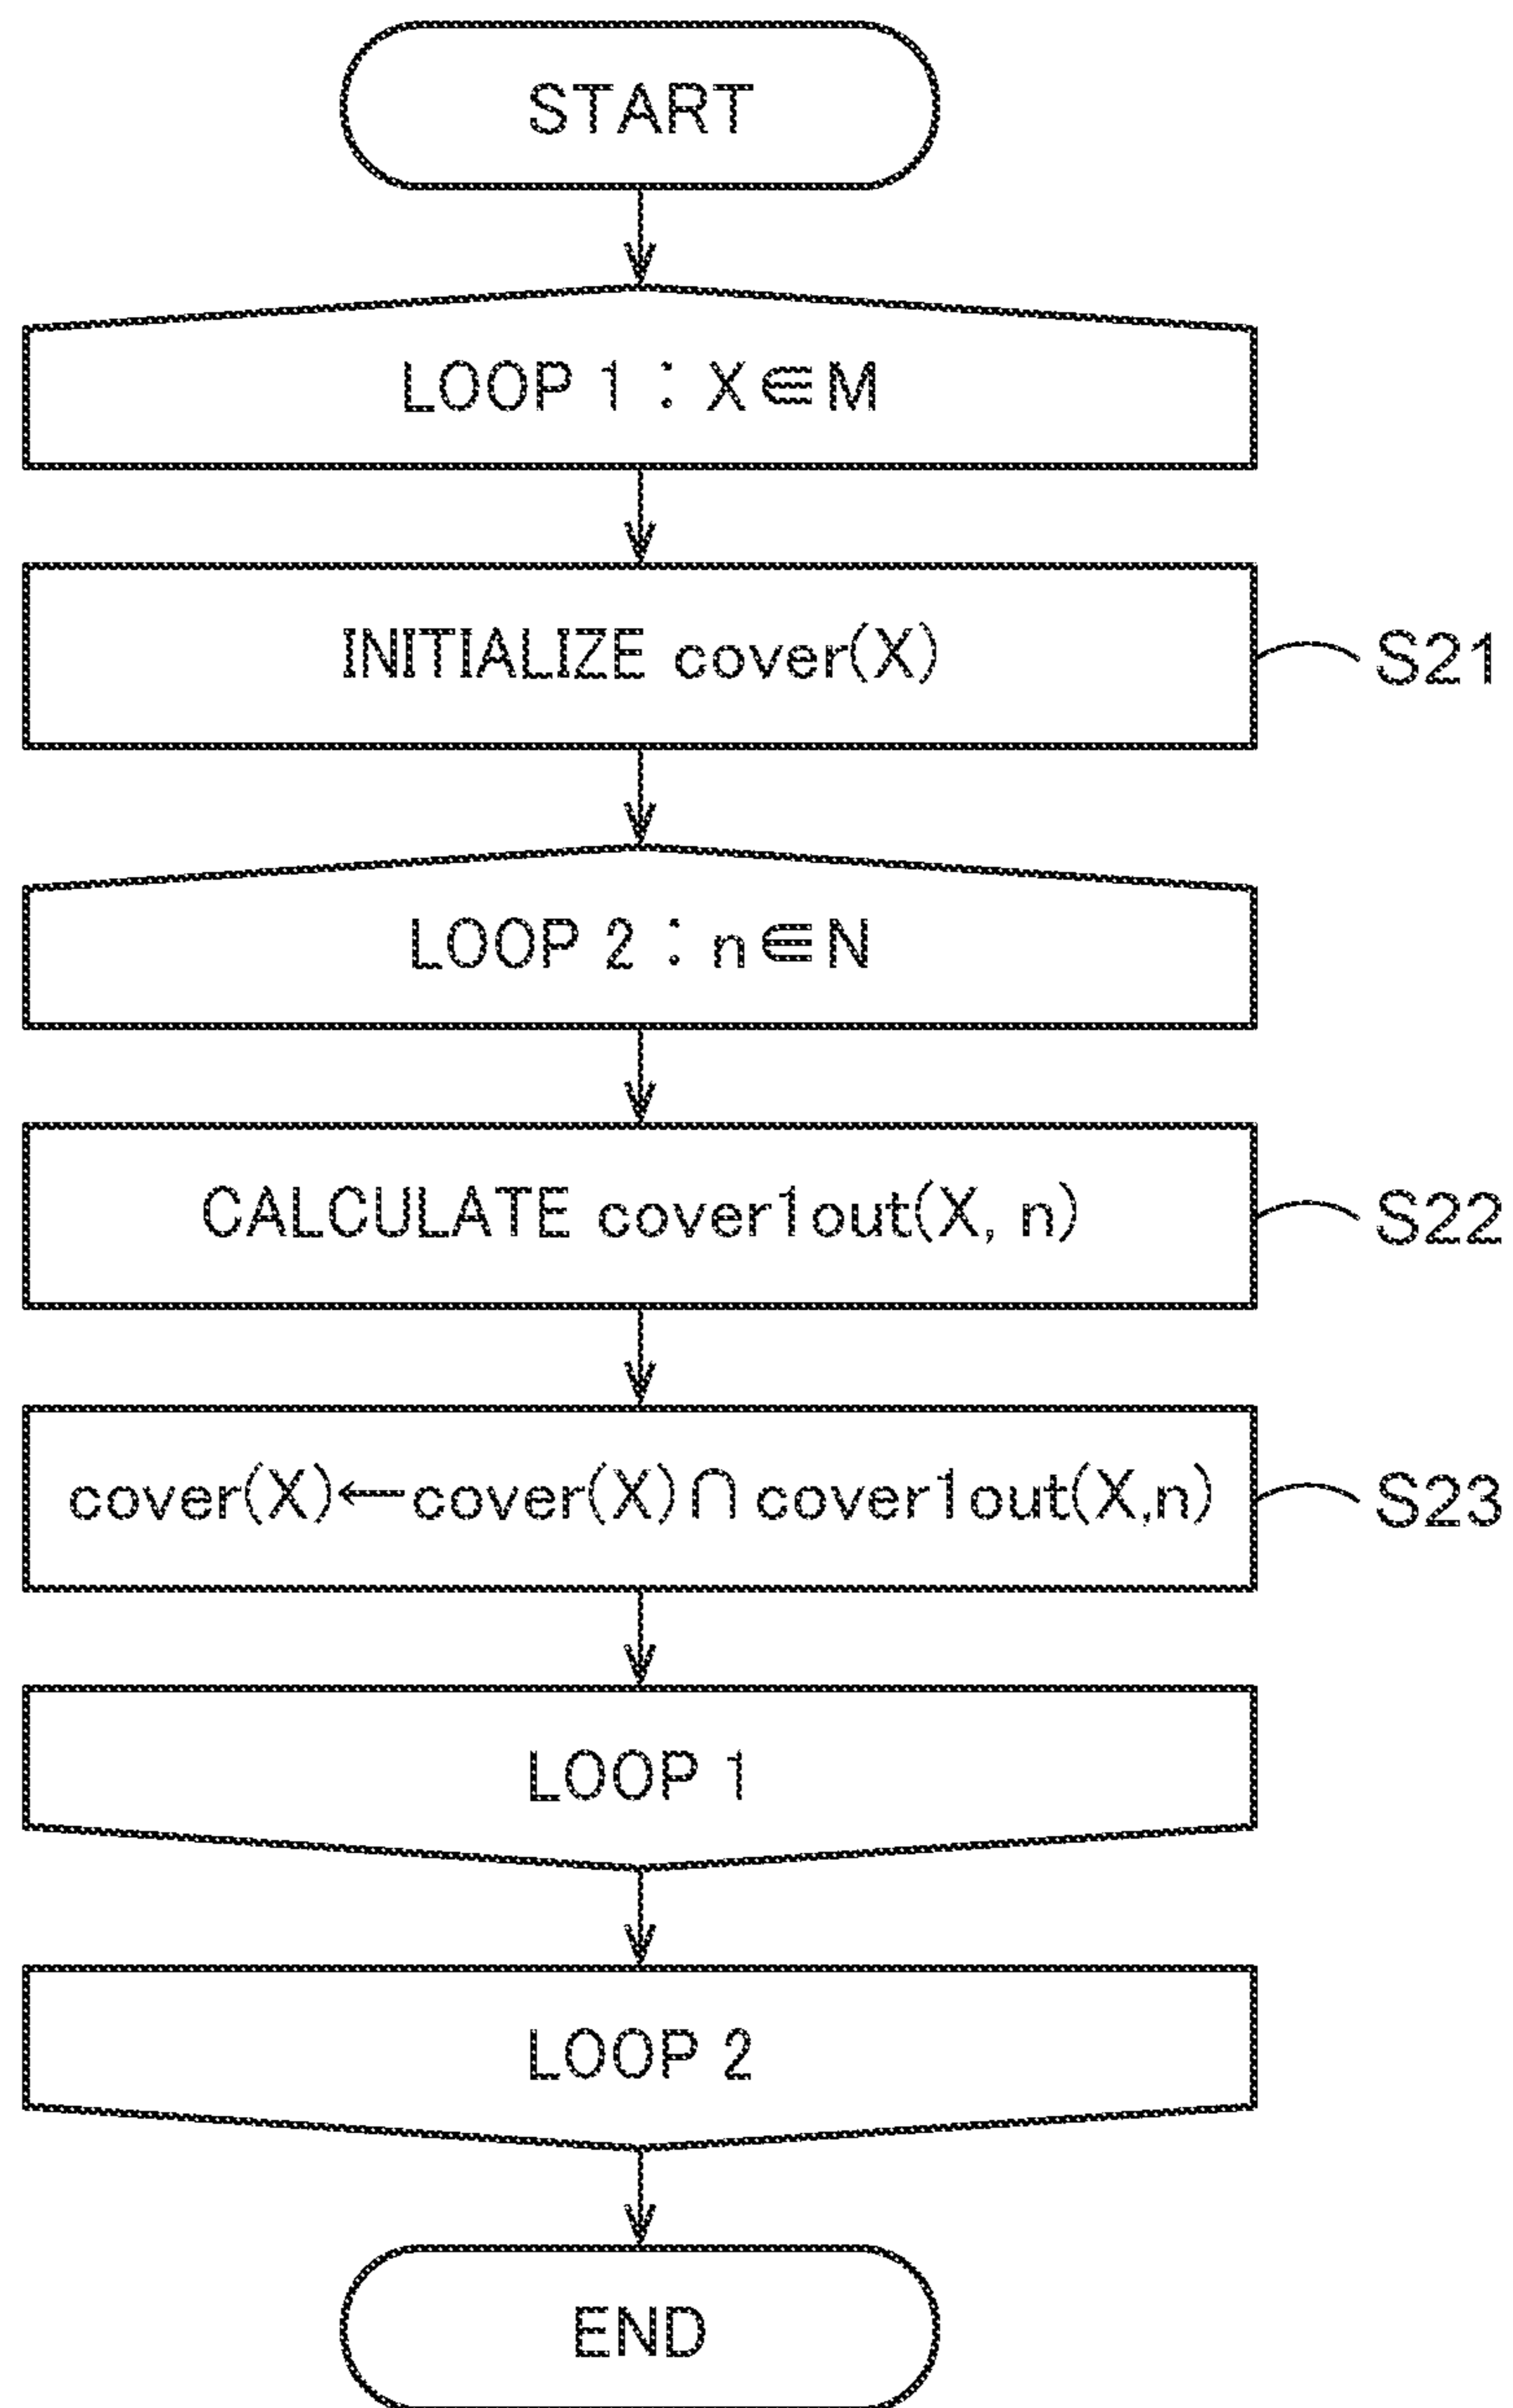 START
LOOP 1 : X∈M
INITIALIZE cover(X)
S21
LOOP 2 : n∈N
CALCULATE cover1out(X, n)
S22
cover(X)←cover(X)∩cover1out(X,n)
S23
LOOP 1
LOOP 2
END